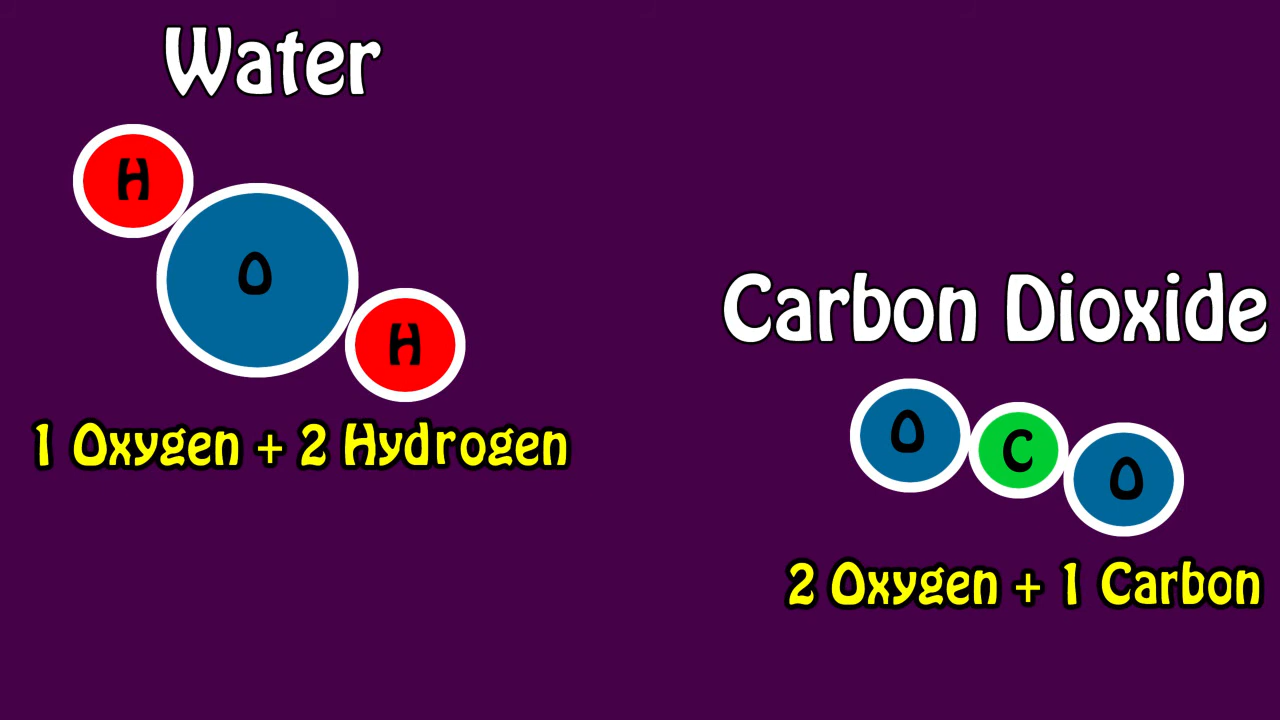 Water
H
O
H
1 Oxygen + 2 Hydrogen
Carbon Dioxide
O
C
O
2 Oxygen + 1 Carbon